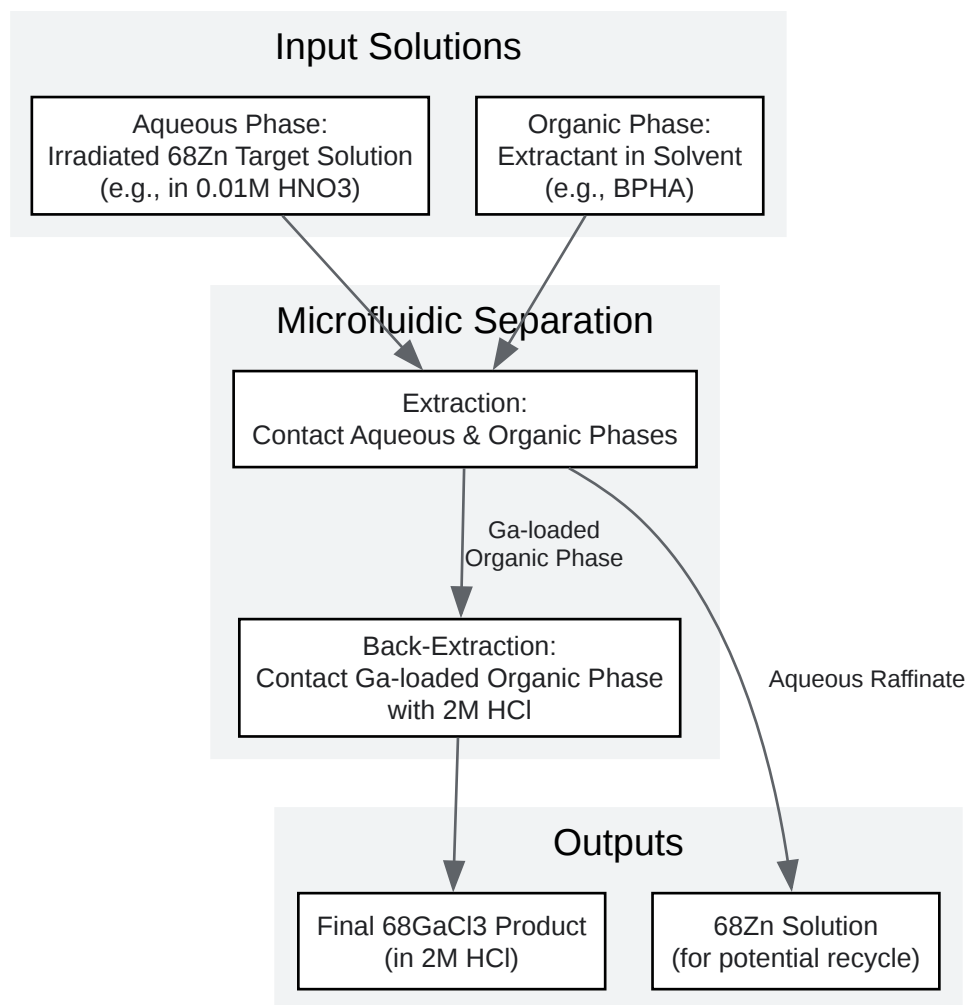 Input Solutions
Aqueous Phase:
Irradiated 68Zn Target Solution
(e.g., in 0.01M HNO3)
Organic Phase:
Extractant in Solvent
(e.g., BPHA)
Microfluidic Separation
Extraction:
Contact Aqueous & Organic Phases
Ga-loaded
Organic Phase
Back-Extraction:
Contact Ga-loaded Organic Phase
with 2M HCl
Aqueous Raffinate
Outputs
Final 68GaCl3 Product
(in 2M HCl)
68Zn Solution
(for potential recycle)